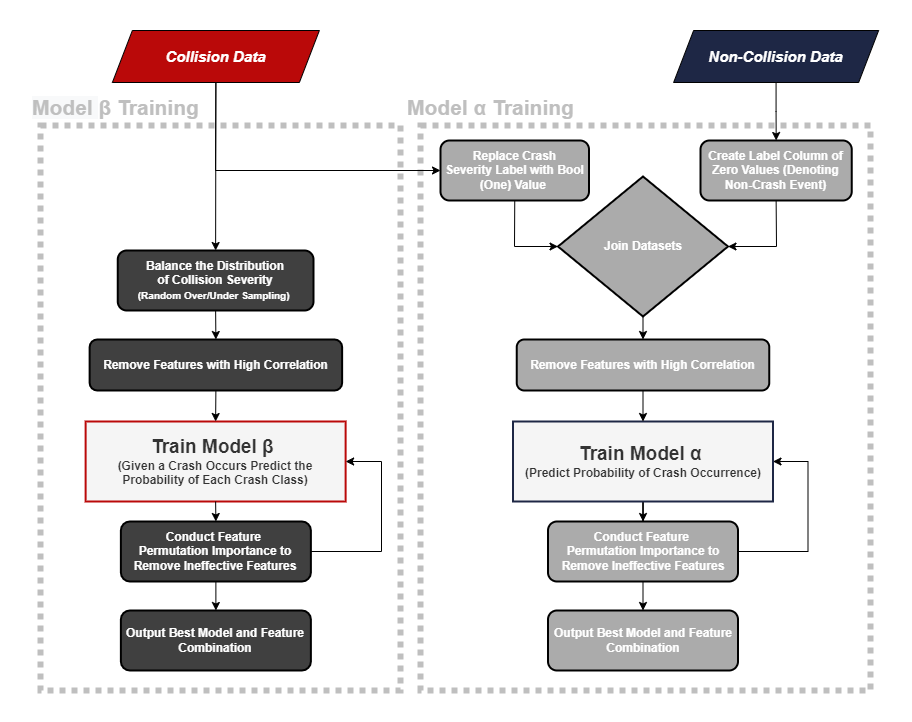 Collision Data
Non-Collision Data
Model β Training
Model α Training
Replace Crash
Severity Label with Bool
(One) Value
Create Label Column of
Zero Values (Denoting
Non-Crash Event)
Join Datasets
Balance the Distribution
of Collision Severity
(Random Over/Under Sampling)
Remove Features with High Correlation
Remove Features with High Correlation
Train Model β
(Given a Crash Occurs Predict the
Probability of Each Crash Class)
Train Model α
(Predict Probability of Crash Occurrence)
Conduct Feature
Permutation Importance to
Remove Ineffective Features
Conduct Feature
Permutation Importance to
Remove Ineffective Features
Output Best Model and Feature
Combination
Output Best Model and Feature
Combination